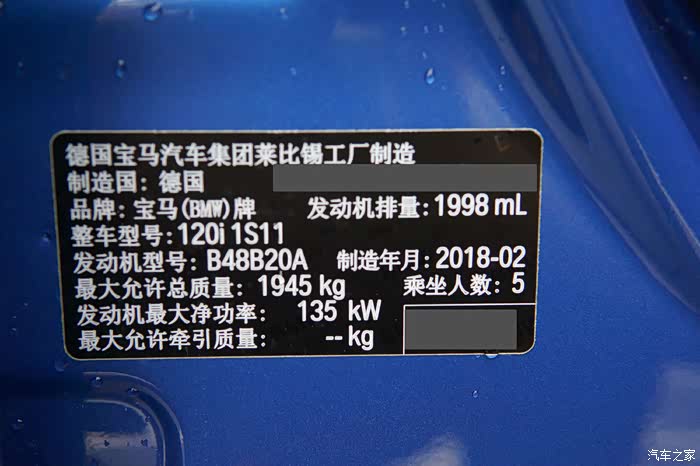 德国宝马汽车集团莱比锡工厂制造
制造国: 德国
品牌: 宝马(BMW)牌 发动机排量: 1998 mL
整车型号: 120i 1S11
发动机型号: B48B20A 制造年月: 2018-02
最大允许总质量: 1945 kg 乘坐人数: 5
发动机最大净功率: 135 kW
最大允许牵引质量: -- kg
汽车之家